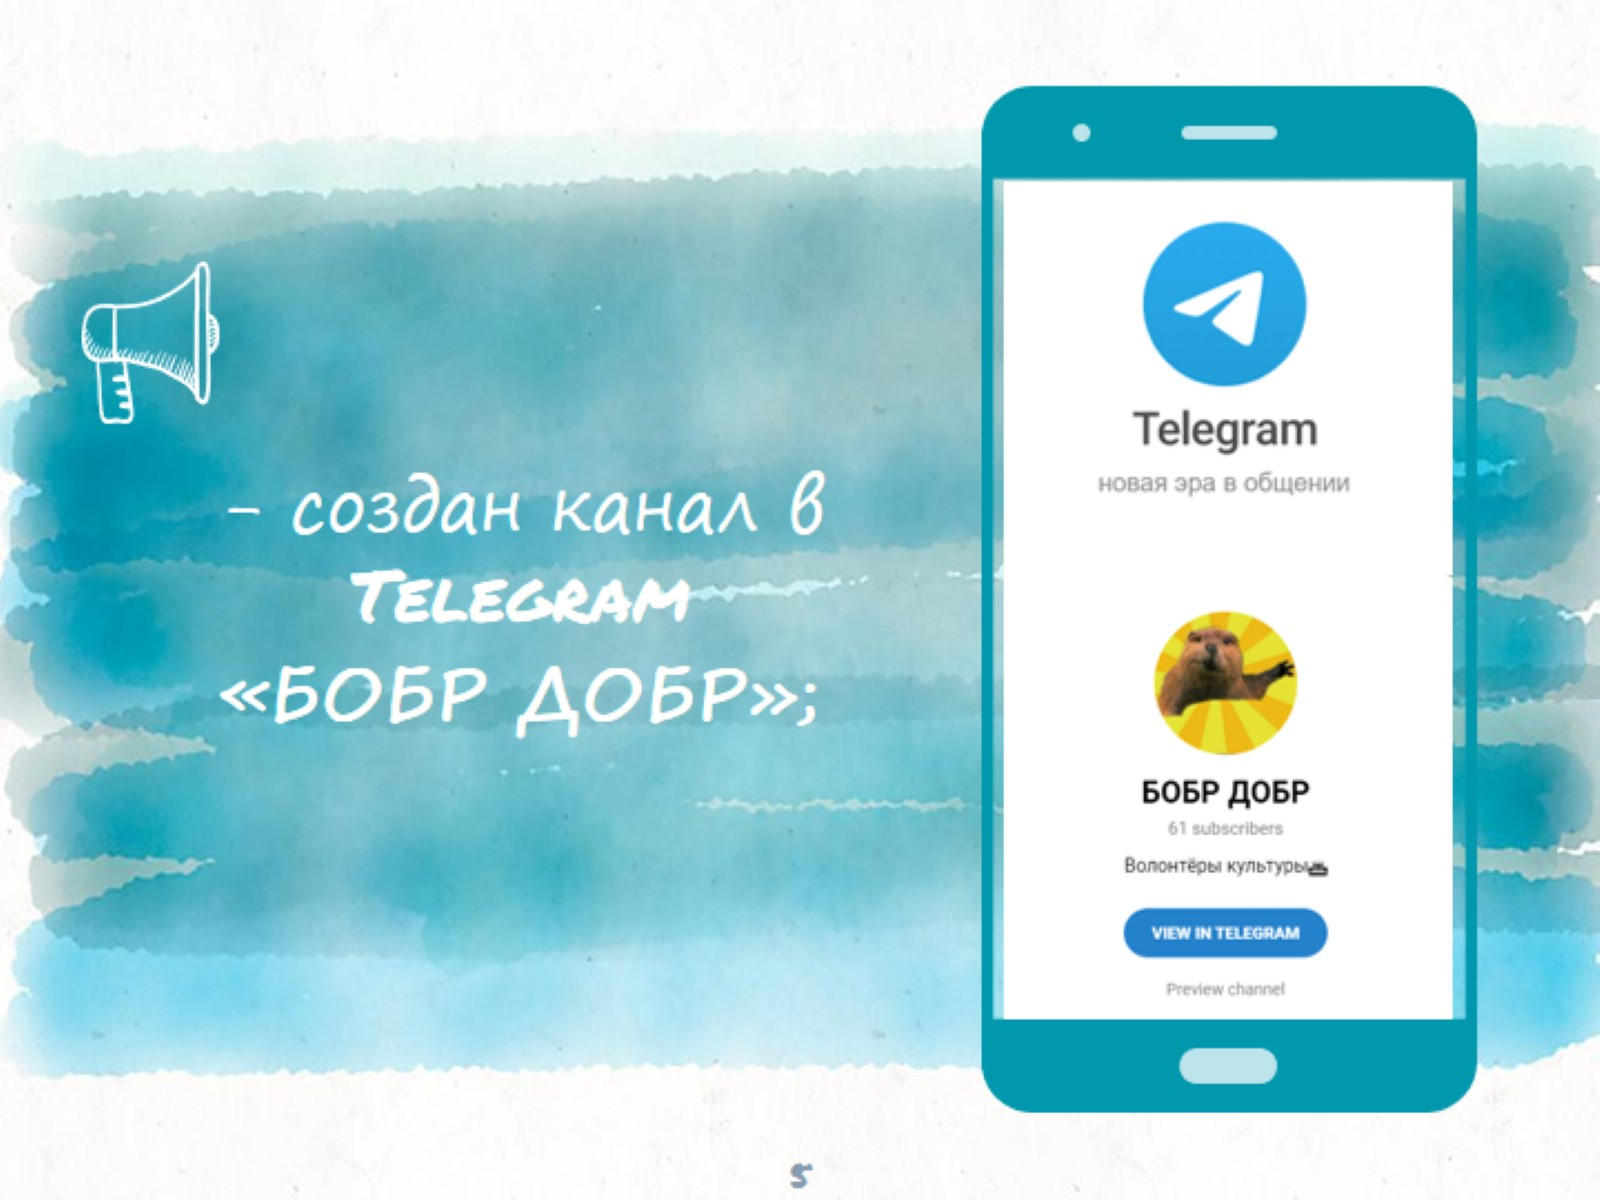 - создан канал в
TELEGRAM
«БОБР ДОБР»;
Telegram
новая эра в общении
БОБР ДОБР
61 subscribers
Волонтёры культуры
VIEW IN TELEGRAM
Preview channel
5